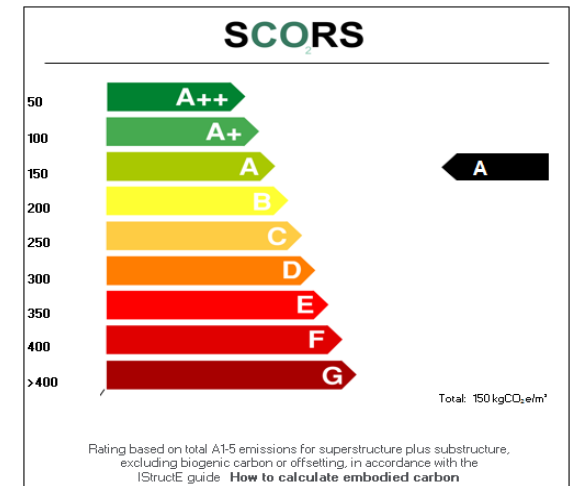 SCO₂RS
50 A++
100 A+
150 A A
200 B
250 C
300 D
350 E
400 F
>400 G
Total: 150 kgCO₂e/m²
Rating based on total A1-5 emissions for superstructure plus substructure,
excluding biogenic carbon or offsetting, in accordance with the
IStructE guide How to calculate embodied carbon